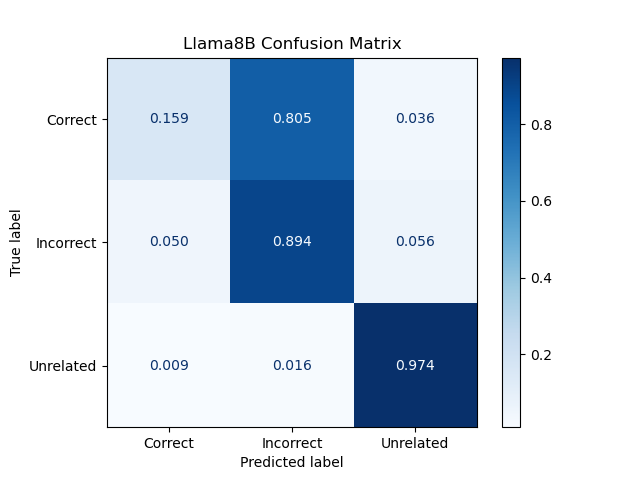 Llama8B Confusion Matrix
True label
Correct 0.159 0.805 0.036
Incorrect 0.050 0.894 0.056
Unrelated 0.009 0.016 0.974
Correct Incorrect Unrelated
Predicted label
0.8
0.6
0.4
0.2